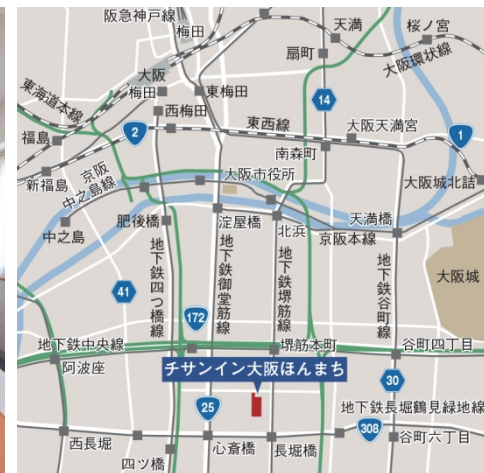 阪急神戸線
梅田
天満
桜ノ宮
扇町
大阪環状線
大阪
梅田
東梅田
東海道本線
西梅田
14
福島
2
東西線
大阪天満宮
1
南森町
新福島
京阪
中之島線
大阪市役所
大阪城北詰
中之島
肥後橋
淀屋橋
北浜
天満橋
京阪本線
大阪城
地下鉄四つ橋線
地下鉄御堂筋線
地下鉄堺筋線
地下鉄谷町線
41
172
地下鉄中央線
堺筋本町
谷町四丁目
阿波座
チサンイン大阪ほんまち
30
25
地下鉄長堀鶴見緑地線
308
西長堀
心斎橋
長堀橋
谷町六丁目
四ツ橋